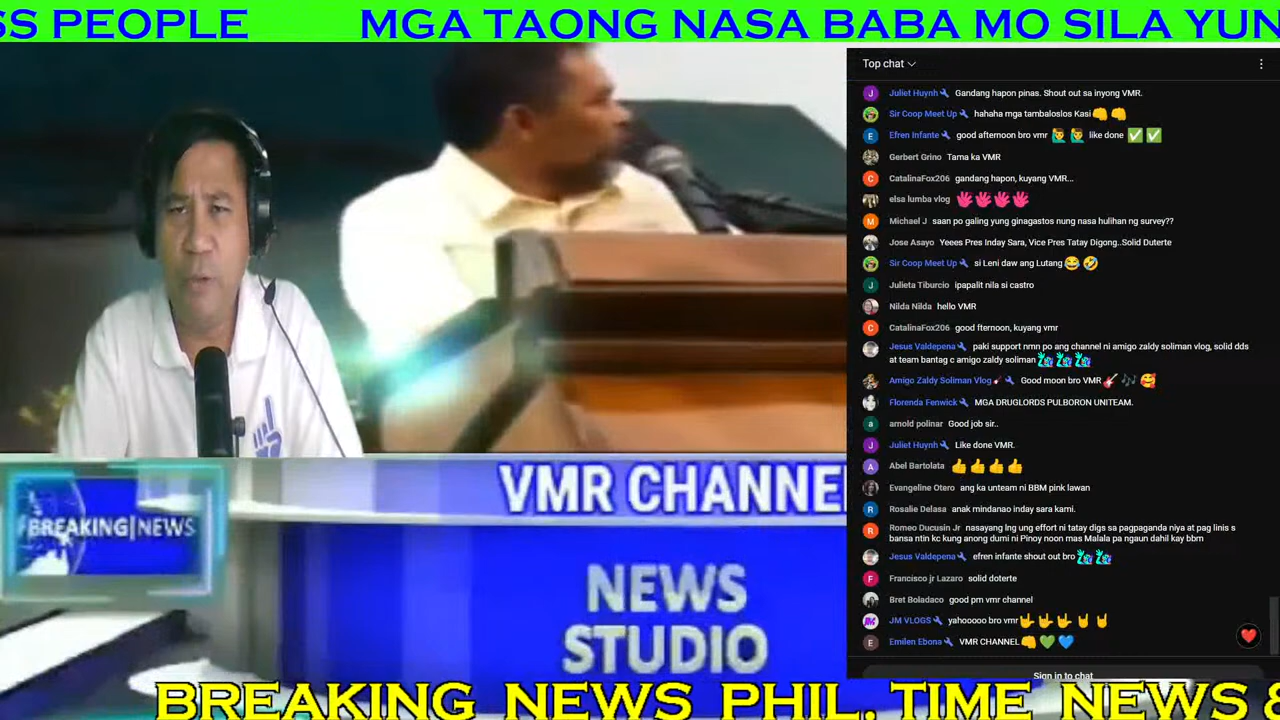 SS PEOPLE MGA TAONG NASA BABA MO SILA YUN
VMR CHANNE
BREAKING|NEWS
NEWS
STUDIO
Top chat
Juliet Huynh Gandang hapon pinas. Shout out sa inyong VMR.
Sir Coop Meet Up hahaha mga tambaloslos Kasi👊👊
Efren Infante good afternoon bro vmr 🙋‍♂️ 🙋‍♂️ like done ✅ ✅
Gerbert Grino Tama ka VMR
CatalinaFox206 gandang hapon, kuyang VMR...
elsa lumba vlog
Michael J saan po galing yung ginagastos nung nasa hulihan ng survey??
Jose Asayo Yeees Pres Inday Sara, Vice Pres Tatay Digong..Solid Duterte
Sir Coop Meet Up si Leni daw ang Lutang😂 🤣
Julieta Tiburcio ipapalit nila si castro
Nilda Nilda hello VMR
CatalinaFox206 good fternoon, kuyang vmr
Jesus Valdepena paki support nmn po ang channel ni amigo zaldy soliman vlog, solid dds
at team bantag c amigo zaldy soliman
Amigo Zaldy Soliman Vlog🎸 Good moon bro VMR🎸 🎶 🥰
Florenda Fenwick MGA DRUGLORDS PULBORON UNITEAM.
arnold polinar Good job sir..
Juliet Huynh Like done VMR.
Abel Bartolata 👍 👍 👍 👍
Evangeline Otero ang ka unteam ni BBM pink lawan
Rosalie Delasa anak mindanao inday sara kami.
Romeo Ducusin Jr nasayang lng ung effort ni tatay digs sa pagpaganda niya at pag linis s
bansa ntin kc kung anong dumi ni Pinoy noon mas Malala pa ngaun dahil kay bbm
Jesus Valdepena efren infante shout out bro
Francisco jr Lazaro solid doterte
Bret Boladaco good pm vmr channel
JM VLOGS yahooooo bro vmr
Emilen Ebona VMR CHANNEL👊💚💙
Sign in to chat
BREAKING NEWS PHIL. TIME NEWS &